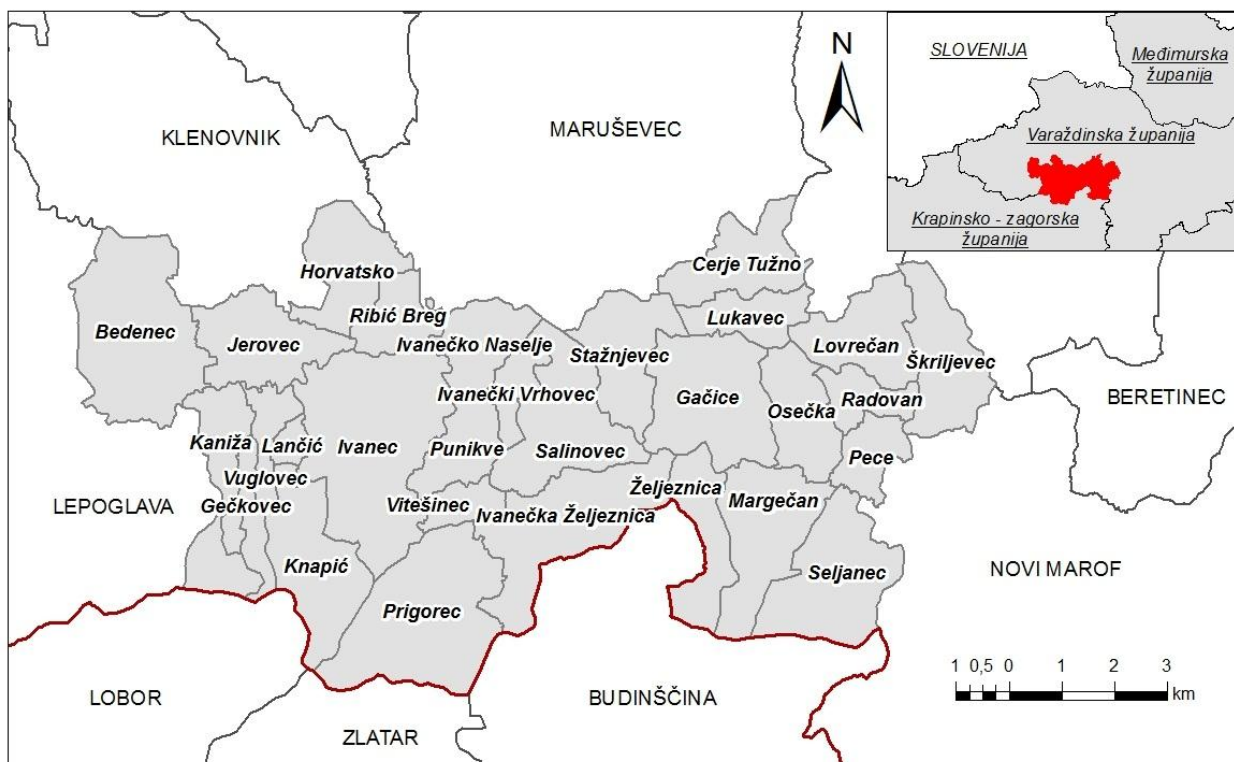 KLENOVNIK
MARUŠEVEC
N
SLOVENIJA
Međimurska
županija
Varaždinska županija
Krapinsko - zagorska
županija
Horvatsko
Cerje Tužno
Bedenec
Jerovec
Ribić Breg
Ivanečko Naselje
Stažnjevec
Lukavec
Lovrečan
Škriljevec
Ivanečki Vrhovec
Gačice
Osečka
Radovan
BERETINEC
Kaniža
Lančić
Ivanec
Punikve
Salinovec
Pece
Vuglovec
Gečkovec
LEPOGLAVA
Vitešinec
Ivanečka Željeznica
Željeznica
Margečan
Knapić
Prigorec
Seljanec
NOVI MAROF
LOBOR
ZLATAR
BUDINŠČINA
1 0,5 0 1 2 3
km